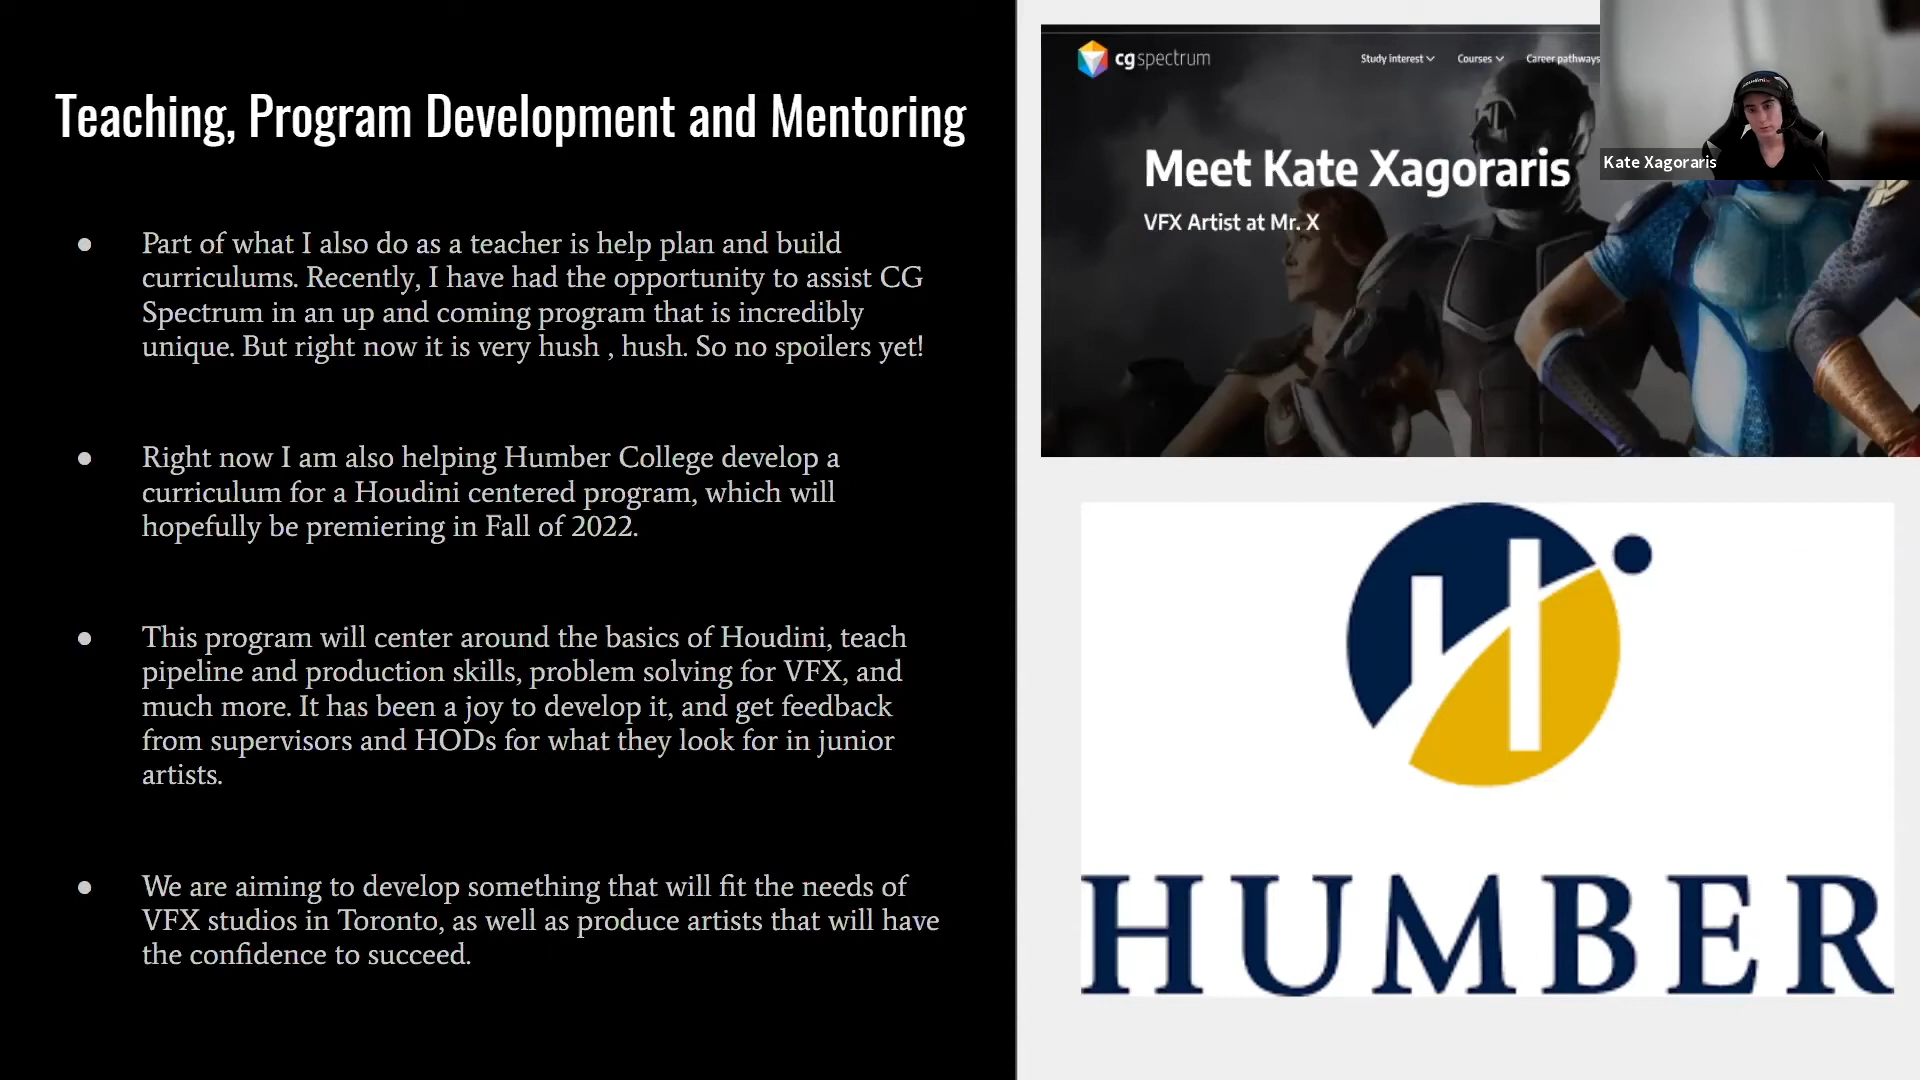 Teaching, Program Development and Mentoring
● Part of what I also do as a teacher is help plan and build
curriculums. Recently, I have had the opportunity to assist CG
Spectrum in an up and coming program that is incredibly
unique. But right now it is very hush , hush. So no spoilers yet!
● Right now I am also helping Humber College develop a
curriculum for a Houdini centered program, which will
hopefully be premiering in Fall of 2022.
● This program will center around the basics of Houdini, teach
pipeline and production skills, problem solving for VFX, and
much more. It has been a joy to develop it, and get feedback
from supervisors and HODs for what they look for in junior
artists.
● We are aiming to develop something that will fit the needs of
VFX studios in Toronto, as well as produce artists that will have
the confidence to succeed.
cgspectrum
Study interest Courses Career pathways
Meet Kate Xagoraris
VFX Artist at Mr. X
Kate Xagoraris
HUMBER